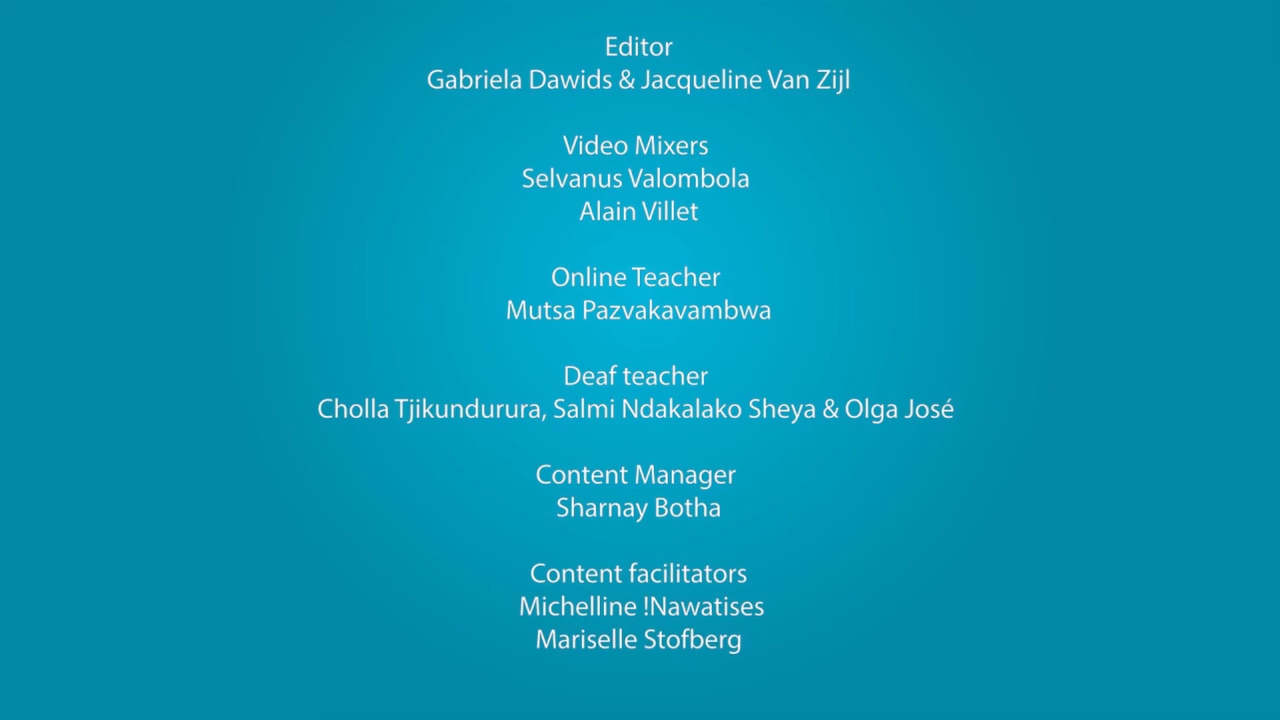 Editor
Gabriela Dawids & Jacqueline Van Zijl
Video Mixers
Selvanus Valombola
Alain Villet
Online Teacher
Mutsa Pazvakavambwa
Deaf teacher
Cholla Tjikundurura, Salmi Ndakalako Sheya & Olga José
Content Manager
Sharnay Botha
Content facilitators
Michelline !Nawatises
Mariselle Stofberg